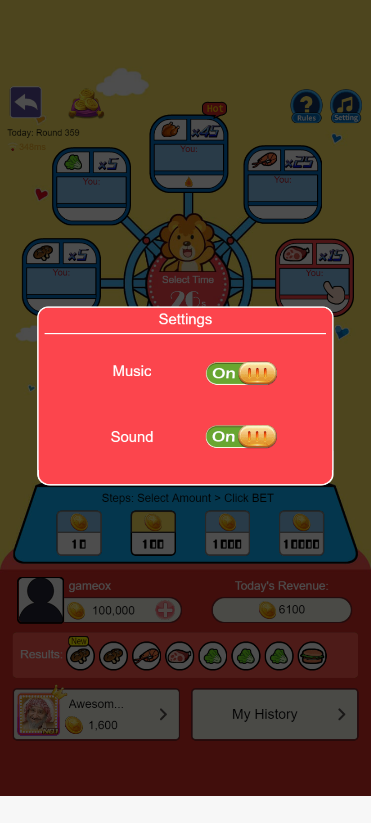 Hot
x45
Rules
Setting
Today: Round 359
You:
x5
x25
You:
You:
x5
x15
You:
You:
Select Time
26s
Settings
Music
On
Sound
On
Steps: Select Amount > Click BET
10
100
1000
10000
gameox
Today's Revenue:
100,000
6100
New
Results:
Awesom...
1,600
My History